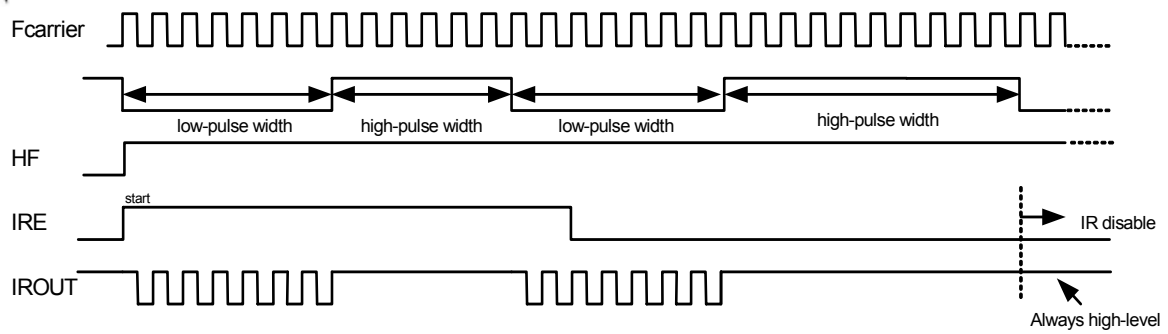 Fcarrier
low-pulse width
high-pulse width
low-pulse width
high-pulse width
HF
start
IRE
IR disable
IROUT
Always high-level